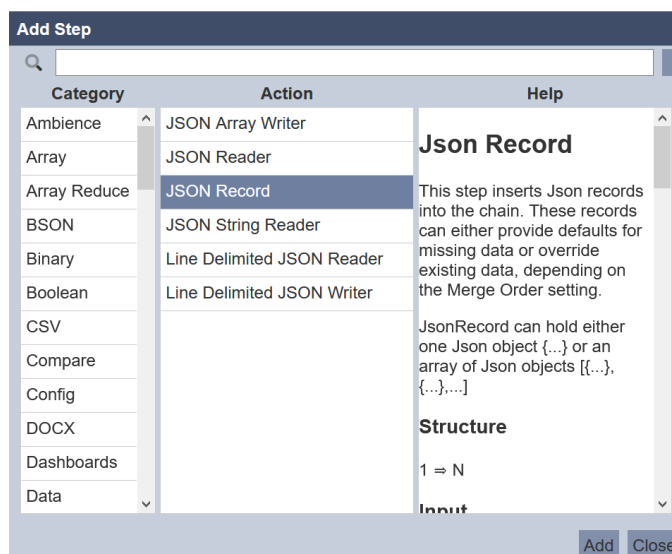 Add Step
Category
Action
Help
Ambience
Array
Array Reduce
BSON
Binary
Boolean
CSV
Compare
Config
DOCX
Dashboards
Data
JSON Array Writer
JSON Reader
JSON Record
JSON String Reader
Line Delimited JSON Reader
Line Delimited JSON Writer
Json Record
This step inserts Json records
into the chain. These records
can either provide defaults for
missing data or override
existing data, depending on
the Merge Order setting.
JsonRecord can hold either
one Json object {...} or an
array of Json objects [{...},
{...},...]
Structure
1 ⇒ N
Input
Add
Close